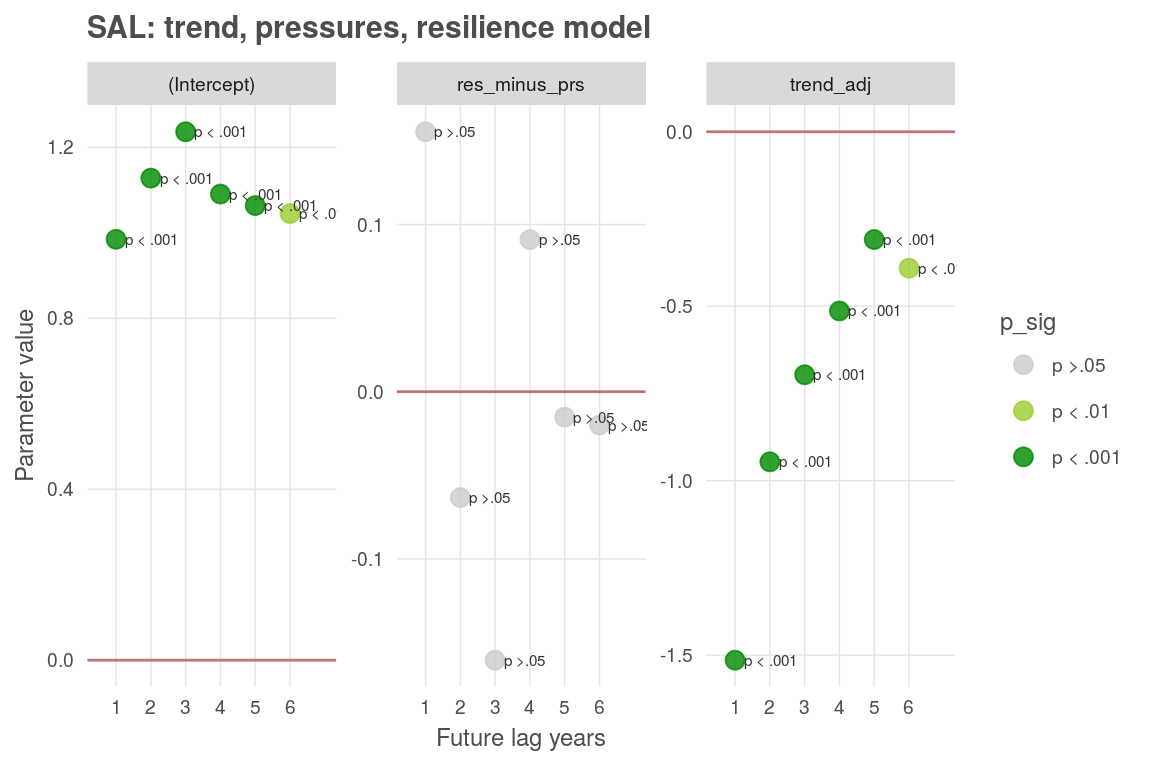 SAL: trend, pressures, resilience model
(Intercept)
res_minus_prs
trend_adj
Parameter value
1.2
0.8
0.4
0.0
p < .001
p < .001
p < .001
p < .001
p < .001
p < .0
1 2 3 4 5 6
0.1
0.0
-0.1
p >.05
p >.05
p >.05
p >.05
p >.05
p >.05
1 2 3 4 5 6
0.0
-0.5
-1.0
-1.5
p < .001
p < .001
p < .001
p < .001
p < .001
p < .0
1 2 3 4 5 6
Future lag years
p_sig
p >.05
p < .01
p < .001